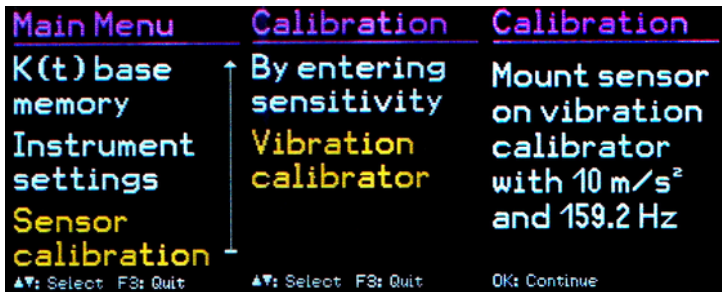 Main Menu
K(t) base
memory
Instrument
settings
Sensor
calibration
▲▼: Select F3: Quit
Calibration
By entering
sensitivity
Vibration
calibrator
▲▼: Select F3: Quit
Calibration
Mount sensor
on vibration
calibrator
with 10 m/s²
and 159.2 Hz
OK: Continue